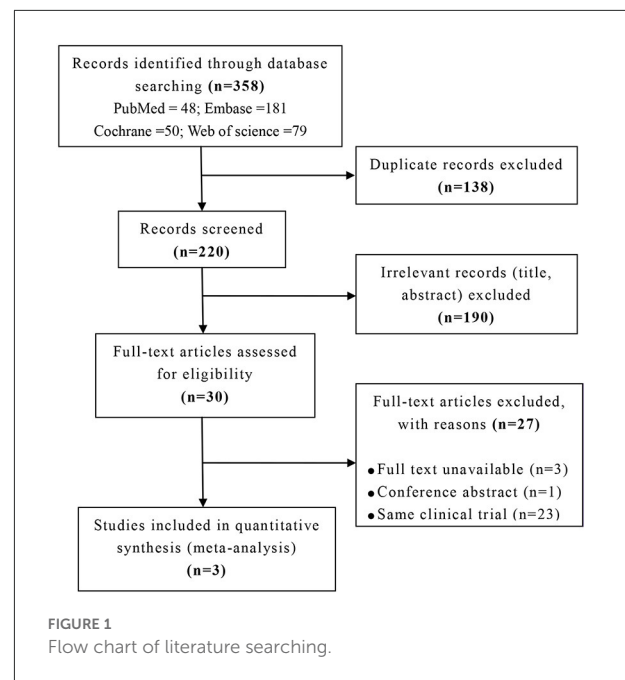 Records identified through database
searching (n=358)
PubMed = 48; Embase =181
Cochrane =50; Web of science =79
Duplicate records excluded
(n=138)
Records screened
(n=220)
Irrelevant records (title,
abstract) excluded
(n=190)
Full-text articles assessed
for eligibility
(n=30)
Full-text articles excluded,
with reasons (n=27)
● Full text unavailable (n=3)
● Conference abstract (n=1)
● Same clinical trial (n=23)
Studies included in quantitative
synthesis (meta-analysis)
(n=3)
FIGURE 1
Flow chart of literature searching.